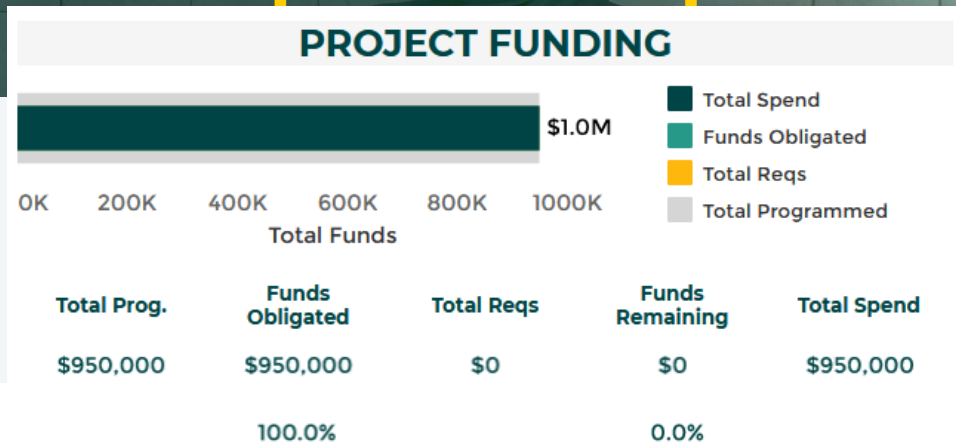 PROJECT FUNDING
$1.0M
Total Spend
Funds Obligated
Total Reqs
Total Programmed
0K 200K 400K 600K 800K 1000K
Total Funds
Total Prog.
Funds
Obligated
Total Reqs
Funds
Remaining
Total Spend
$950,000 $950,000 $0 $0 $950,000
100.0% 0.0%